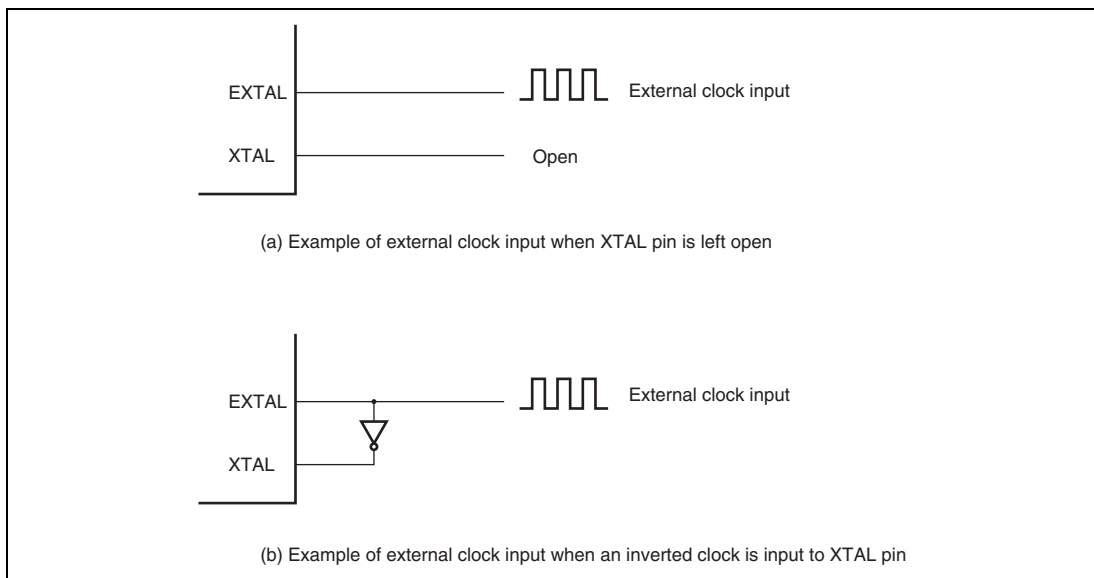 EXTAL
External clock input
XTAL
Open
(a) Example of external clock input when XTAL pin is left open
EXTAL
External clock input
XTAL
(b) Example of external clock input when an inverted clock is input to XTAL pin